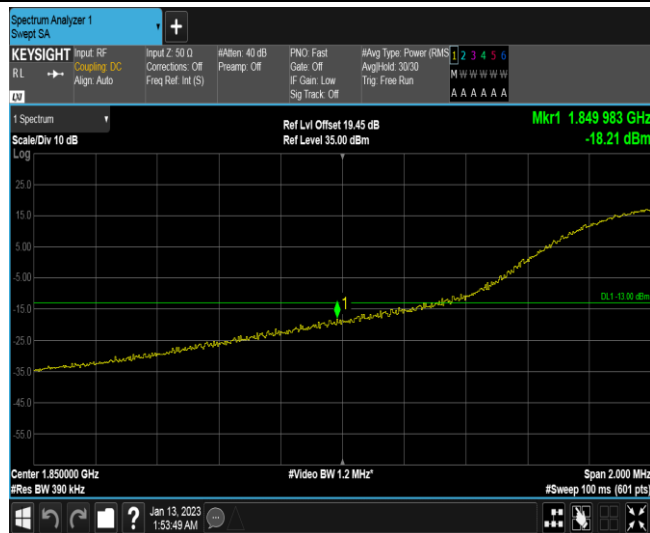 Spectrum Analyzer 1
Swept SA
+
KEYSIGHT
RL
LXI
Input: RF
Coupling: DC
Align: Auto
Input Z: 50 Ω
Corrections: Off
Freq Ref: Int (S)
#Atten: 40 dB
Preamp: Off
PNO: Fast
Gate: Off
IF Gain: Low
Sig Track: Off
#Avg Type: Power (RMS
Avg|Hold: 30/30
Trig: Free Run
1 2 3 4 5 6
M W W W W W
A A A A A A
1 Spectrum
Scale/Div 10 dB
Log
Ref Lvl Offset 19.45 dB
Ref Level 35.00 dBm
Mkr1 1.849 983 GHz
-18.21 dBm
25.0
15.0
5.00
-5.00
-15.0
-25.0
-35.0
-45.0
-55.0
1
DL1 -13.00 dBm
Center 1.850000 GHz
#Res BW 390 kHz
#Video BW 1.2 MHz*
Span 2.000 MHz
#Sweep 100 ms (601 pts)
?
Jan 13, 2023
1:53:49 AM